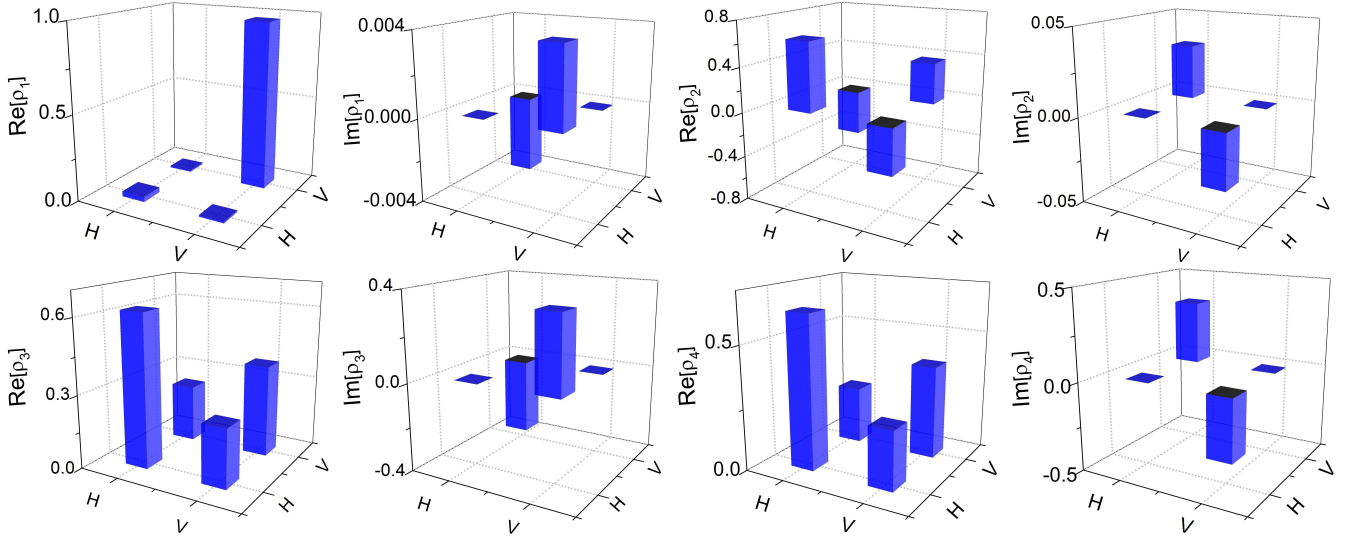 Re[ρ1]
1.0
0.5
0.0
H
V
H
V
Im[ρ1]
0.004
0.000
-0.004
H
V
H
V
Re[ρ2]
0.8
0.4
0.0
-0.4
-0.8
H
V
H
V
Im[ρ2]
0.05
0.00
-0.05
H
V
H
V
Re[ρ3]
0.6
0.3
0.0
H
V
H
V
Im[ρ3]
0.4
0.0
-0.4
H
V
H
V
Re[ρ4]
0.5
0.0
H
V
H
V
Im[ρ4]
0.5
0.0
-0.5
H
V
H
V